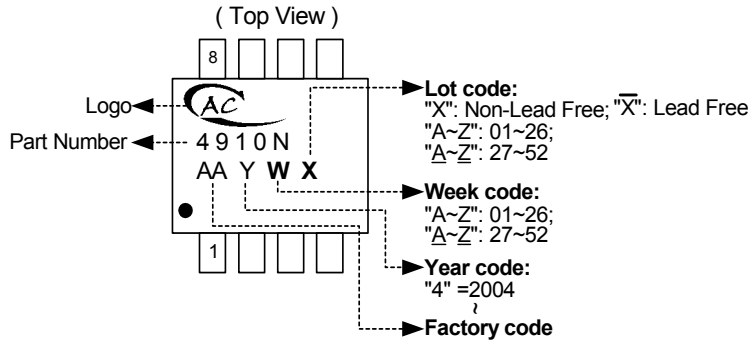 ( Top View )
8
Logo
AC
Part Number
4910N
AA Y W X
1
Lot code:
"X": Non-Lead Free; "X̅": Lead Free
"A~Z": 01~26;
"A̲~Z̲": 27~52
Week code:
"A~Z": 01~26;
"A̲~Z̲": 27~52
Year code:
"4" =2004
~
Factory code